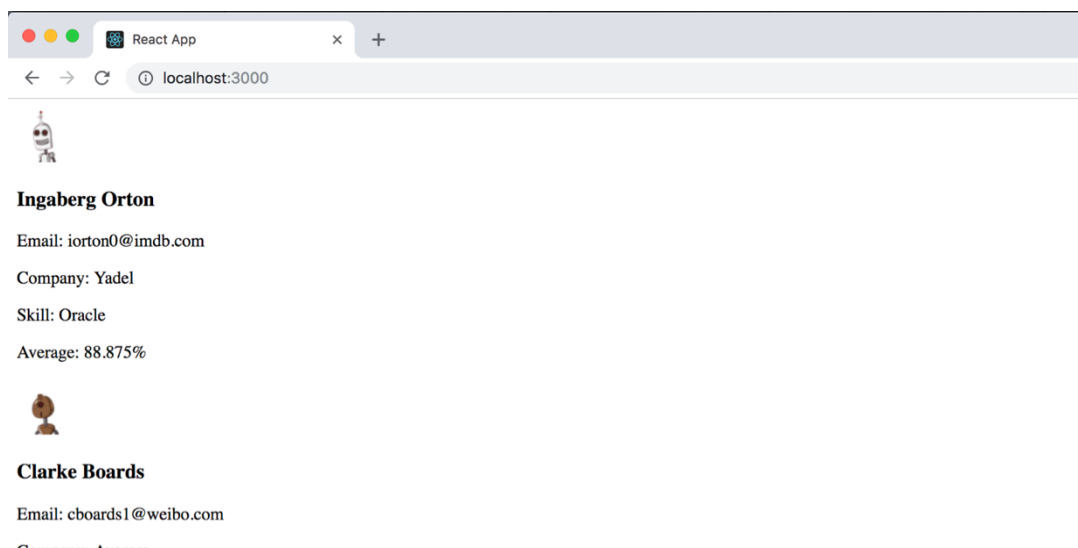 React App
localhost:3000
Ingaberg Orton
Email: iorton0@imdb.com
Company: Yadel
Skill: Oracle
Average: 88.875%
Clarke Boards
Email: cboards1@weibo.com